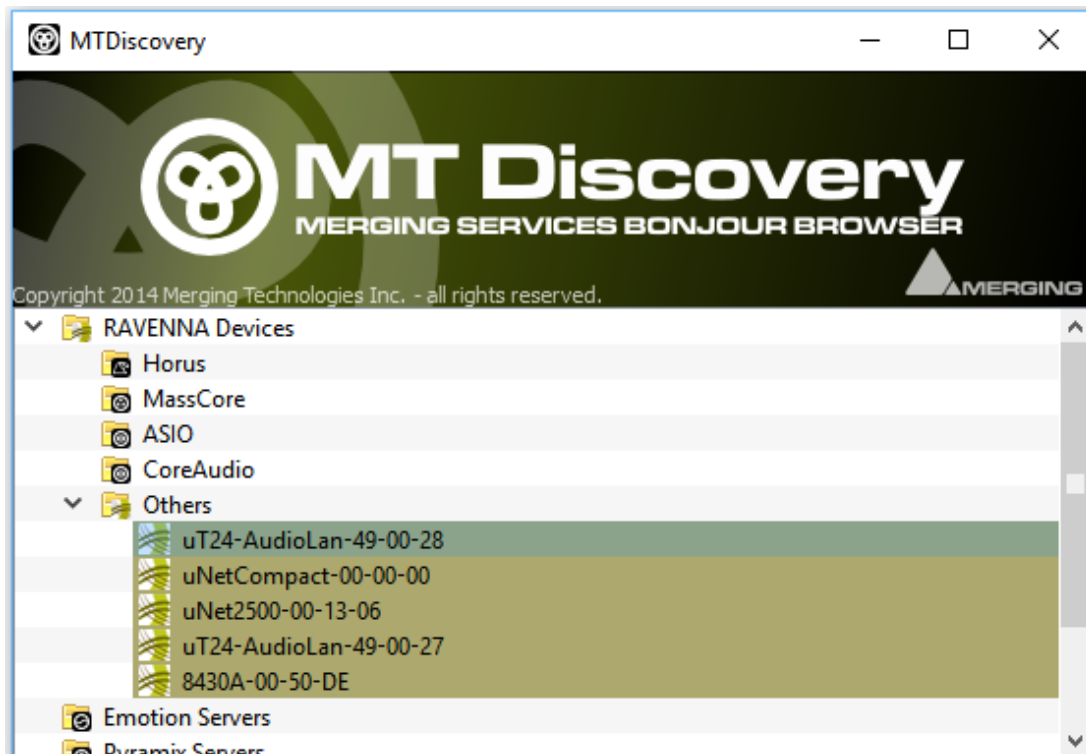 MTDiscovery
MT Discovery
MERGING SERVICES BONJOUR BROWSER
Copyright 2014 Merging Technologies Inc. - all rights reserved.
MERGING
RAVENNA Devices
Horus
MassCore
ASIO
CoreAudio
Others
uT24-AudioLan-49-00-28
uNetCompact-00-00-00
uNet2500-00-13-06
uT24-AudioLan-49-00-27
8430A-00-50-DE
Emotion Servers
Pyramix Servers